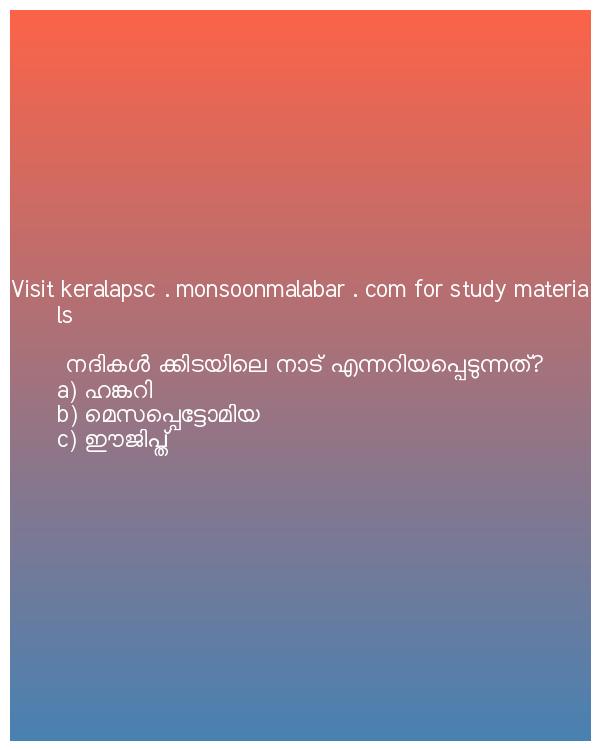 Visit keralapsc . monsoonmalabar . com for study materia
ls
നദികൾ ക്കിടയിലെ നാട് എന്നറിയപ്പെടുന്നത്?
a) ഹങ്കറി
b) മെസപ്പെട്ടോമിയ
c) ഈജിപ്ത്